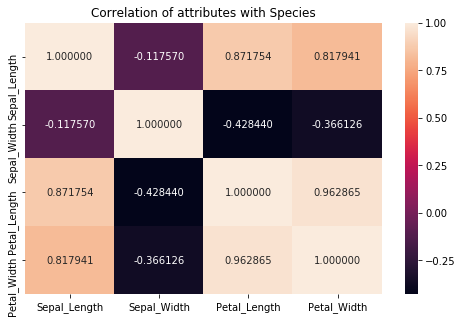 Correlation of attributes with Species
Sepal_Length
1.000000 -0.117570 0.871754 0.817941
Sepal_Width
-0.117570 1.000000 -0.428440 -0.366126
Petal_Length
0.871754 -0.428440 1.000000 0.962865
Petal_Width
0.817941 -0.366126 0.962865 1.000000
Sepal_Length Sepal_Width Petal_Length Petal_Width
1.00
0.75
0.50
0.25
0.00
-0.25